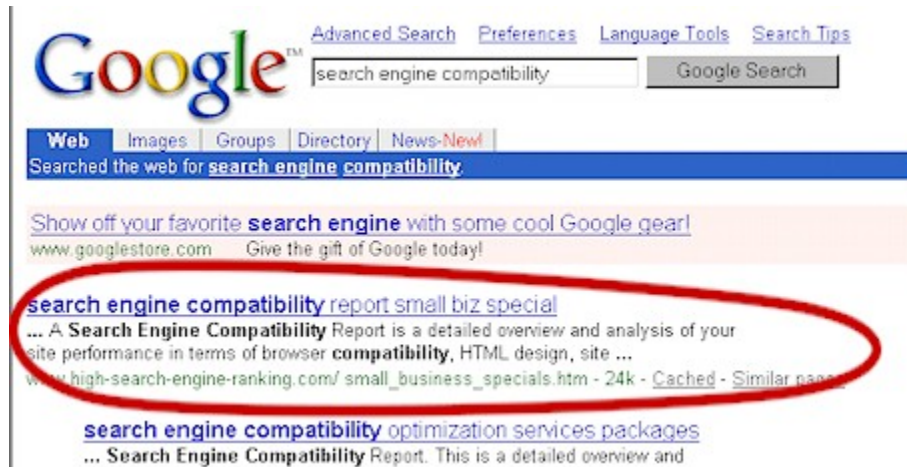 Google™
Advanced Search Preferences Language Tools Search Tips
search engine compatibility Google Search
Web Images Groups Directory News-New!
Searched the web for search engine compatibility.
Show off your favorite search engine with some cool Google gear!
www.googlestore.com Give the gift of Google today!
search engine compatibility report small biz special
... A Search Engine Compatibility Report is a detailed overview and analysis of your
site performance in terms of browser compatibility, HTML design, site ...
www.high-search-engine-ranking.com/ small_business_specials.htm - 24k - Cached - Similar pages
search engine compatibility optimization services packages
... Search Engine Compatibility Report. This is a detailed overview and